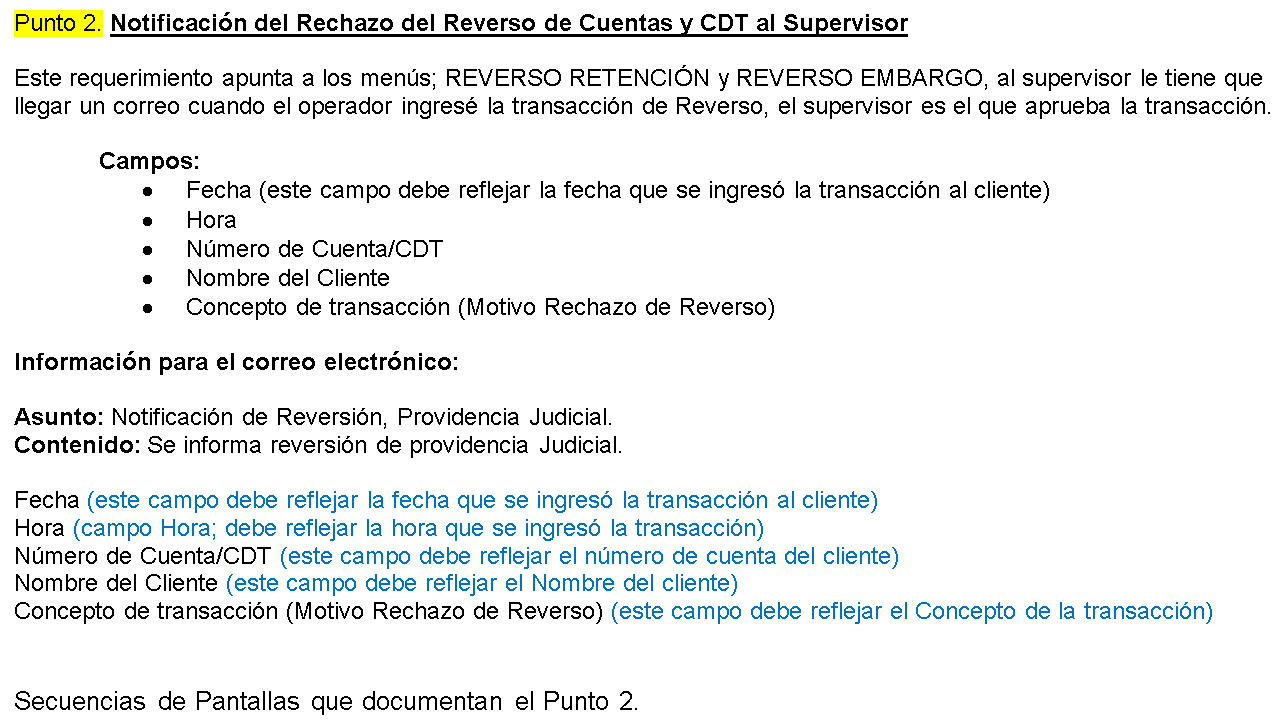 Punto 2. Notificación del Rechazo del Reverso de Cuentas y CDT al Supervisor
Este requerimiento apunta a los menús; REVERSO RETENCIÓN y REVERSO EMBARGO, al supervisor le tiene que
llegar un correo cuando el operador ingresé la transacción de Reverso, el supervisor es el que aprueba la transacción.
Campos:
• Fecha (este campo debe reflejar la fecha que se ingresó la transacción al cliente)
• Hora
• Número de Cuenta/CDT
• Nombre del Cliente
• Concepto de transacción (Motivo Rechazo de Reverso)
Información para el correo electrónico:
Asunto: Notificación de Reversión, Providencia Judicial.
Contenido: Se informa reversión de providencia Judicial.
Fecha (este campo debe reflejar la fecha que se ingresó la transacción al cliente)
Hora (campo Hora; debe reflejar la hora que se ingresó la transacción)
Número de Cuenta/CDT (este campo debe reflejar el número de cuenta del cliente)
Nombre del Cliente (este campo debe reflejar el Nombre del cliente)
Concepto de transacción (Motivo Rechazo de Reverso) (este campo debe reflejar el Concepto de la transacción)
Secuencias de Pantallas que documentan el Punto 2.